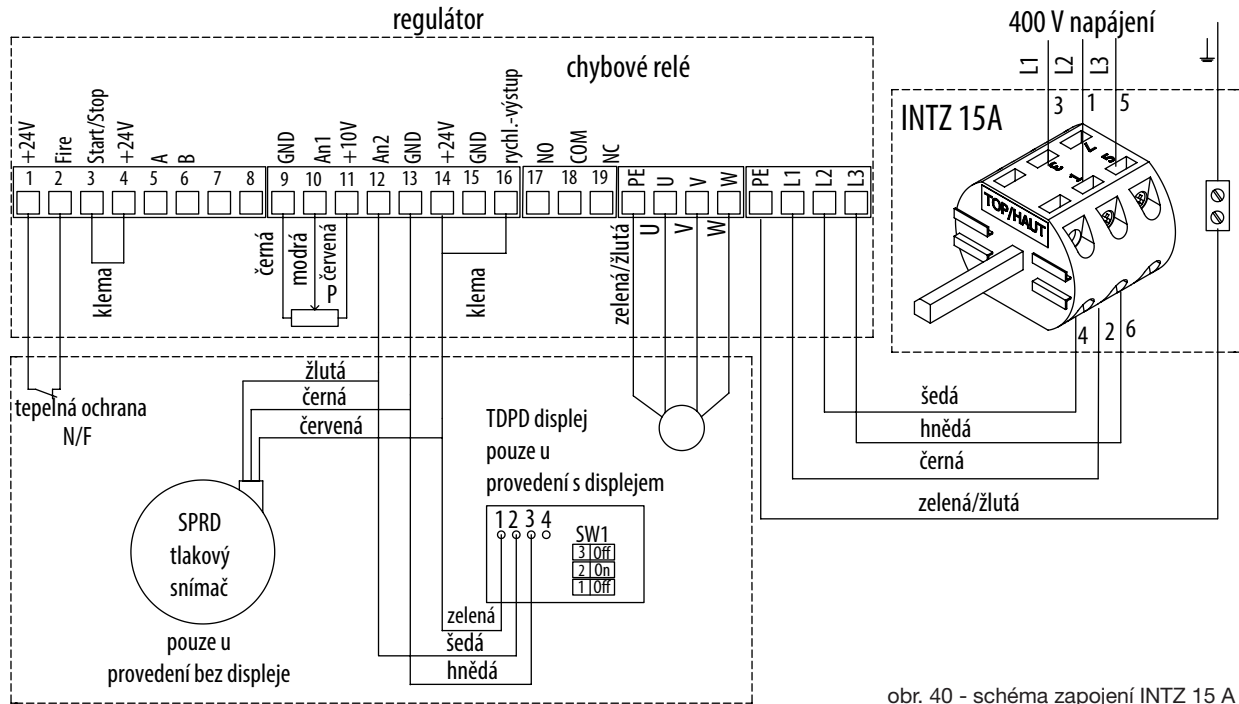 regulátor
400 V napájení
chybové relé
L1 L2 L3
3 1 5
INTZ 15A
+24V Fire Start/Stop +24V A B GND An1 +10V An2 GND +24V GND rychl.-výstup NO COM NC
1 2 3 4 5 6 7 8 9 10 11 12 13 14 15 16 17 18 19 PE U V W PE L1 L2 L3
TOP/HAUT
černá modrá červená
P
klema
klema
zelená/žlutá
U V W
4 2 6
žlutá
černá
červená
tepelná ochrana
N/F
TDPD displej
pouze u
provedení s displejem
šedá
hnědá
černá
zelená/žlutá
1 2 3 4
SW1
3 Off
2 On
1 Off
SPRD
tlakový
snímač
zelená
šedá
hnědá
pouze u
provedení bez displeje
obr. 40 - schéma zapojení INTZ 15 A